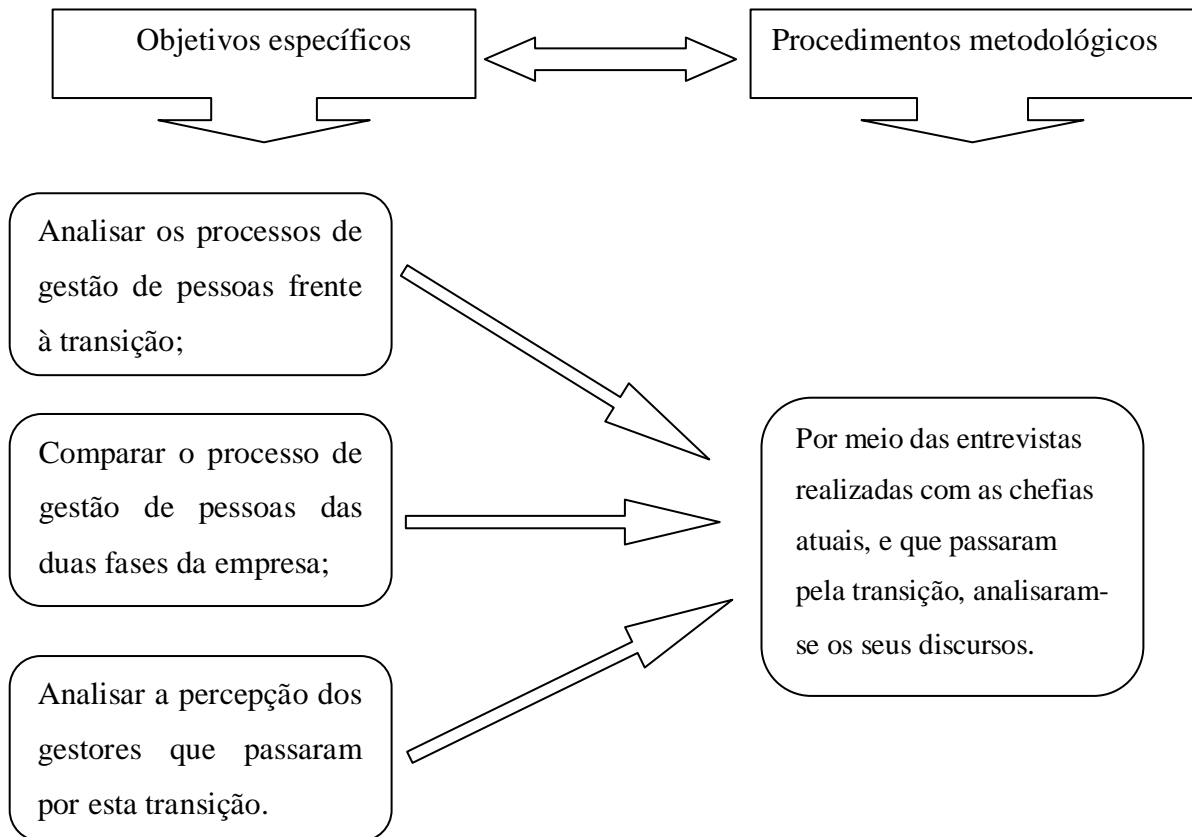 Objetivos específicos
Procedimentos metodológicos
Analisar os processos de
gestão de pessoas frente
à transição;
Comparar o processo de
gestão de pessoas das
duas fases da empresa;
Analisar a percepção dos
gestores que passaram
por esta transição.
Por meio das entrevistas
realizadas com as chefias
atuais, e que passaram
pela transição, analisaram-
se os seus discursos.